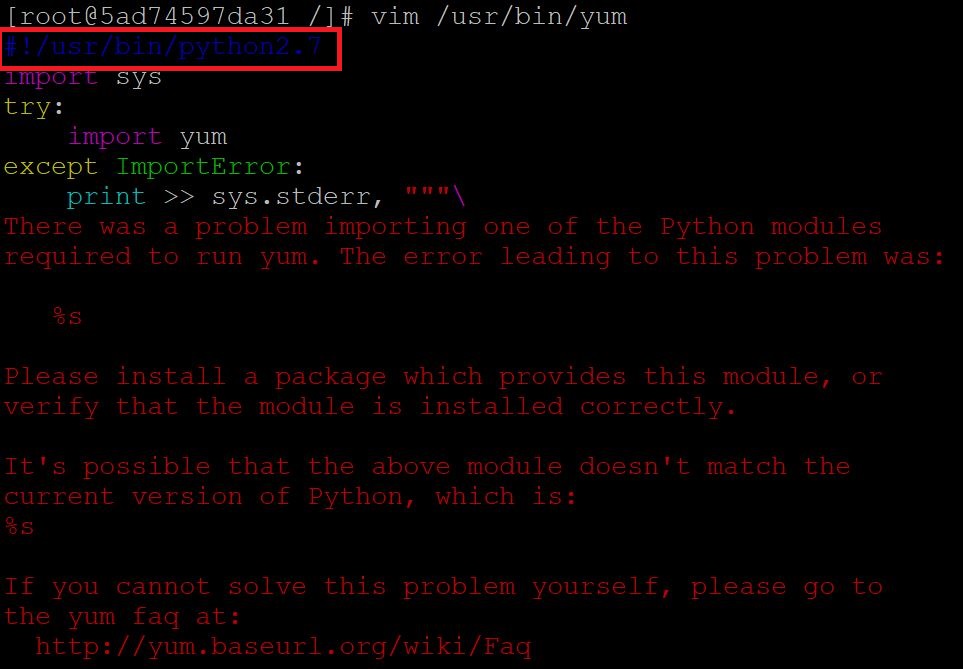 [root@5ad74597da31 /]# vim /usr/bin/yum
#!/usr/bin/python2.7
import sys
try:
    import yum
except ImportError:
    print >> sys.stderr, """\
There was a problem importing one of the Python modules
required to run yum. The error leading to this problem was:

   %s

Please install a package which provides this module, or
verify that the module is installed correctly.

It's possible that the above module doesn't match the
current version of Python, which is:
%s

If you cannot solve this problem yourself, please go to
the yum faq at:
  http://yum.baseurl.org/wiki/Faq